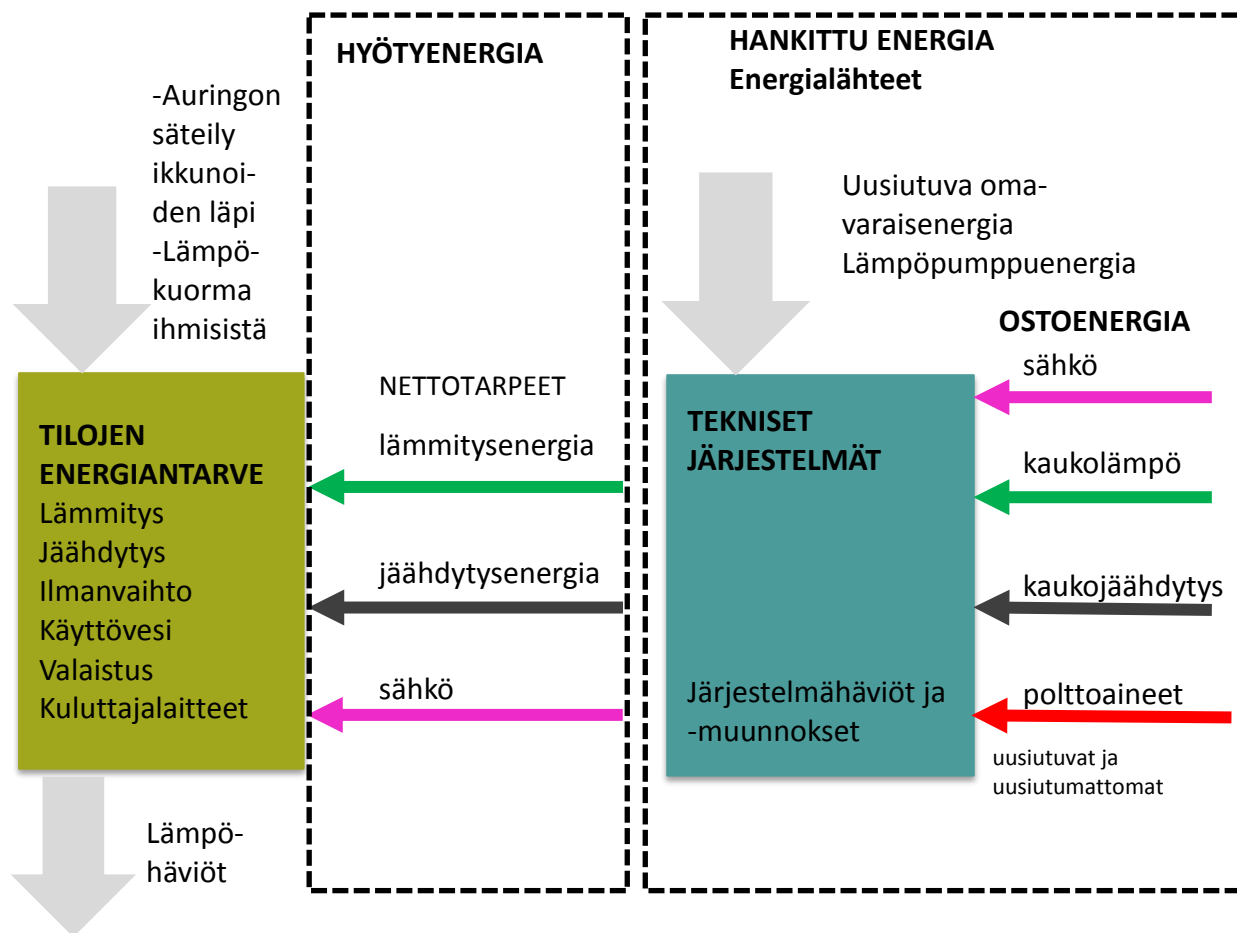 -Auringon
säteily
ikkunoi-
den läpi
-Lämpö-
kuorma
ihmisistä
TILOJEN
ENERGIANTARVE
Lämmitys
Jäähdytys
Ilmanvaihto
Käyttövesi
Valaistus
Kuluttajalaitteet
Lämpö-
häviöt
HYÖTYENERGIA
NETTOTARPEET
lämmitysenergia
jäähdytysenergia
sähkö
HANKITTU ENERGIA
Energialähteet
Uusiutuva oma-
varaisenergia
Lämpöpumppuenergia
TEKNISET
JÄRJESTELMÄT
Järjestelmähäviöt ja
-muunnokset
OSTOENERGIA
sähkö
kaukolämpö
kaukojäähdytys
polttoaineet
uusiutuvat ja
uusiutumattomat